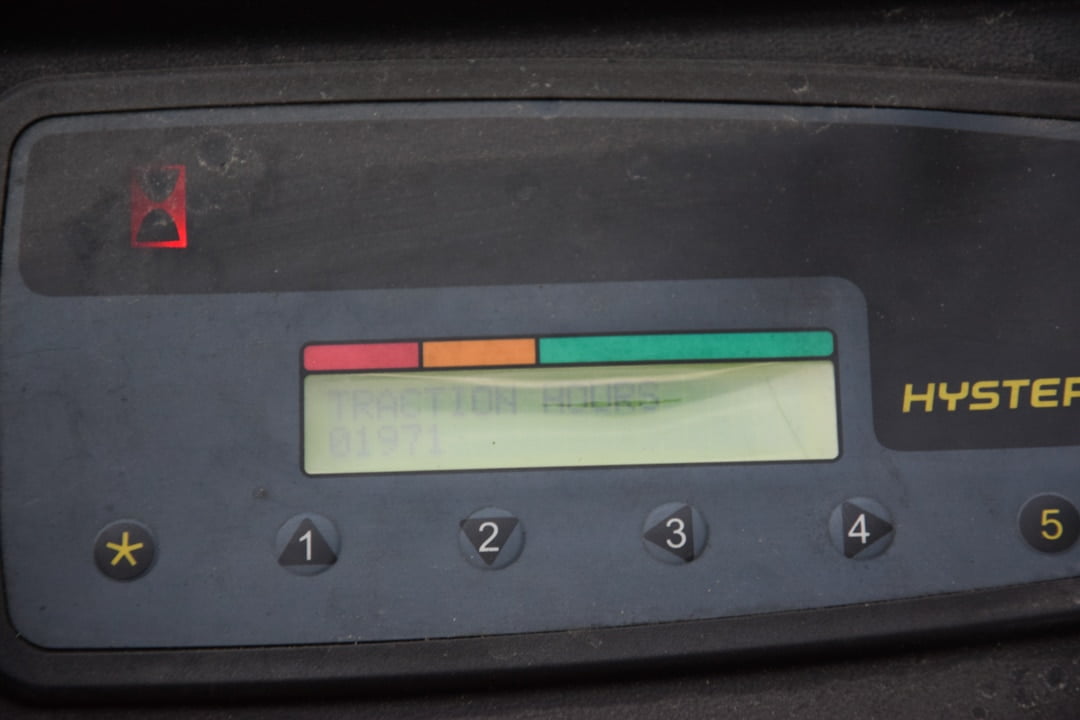 TRACTION HOURS
01971
HYSTER
* 1 2 3 4 5